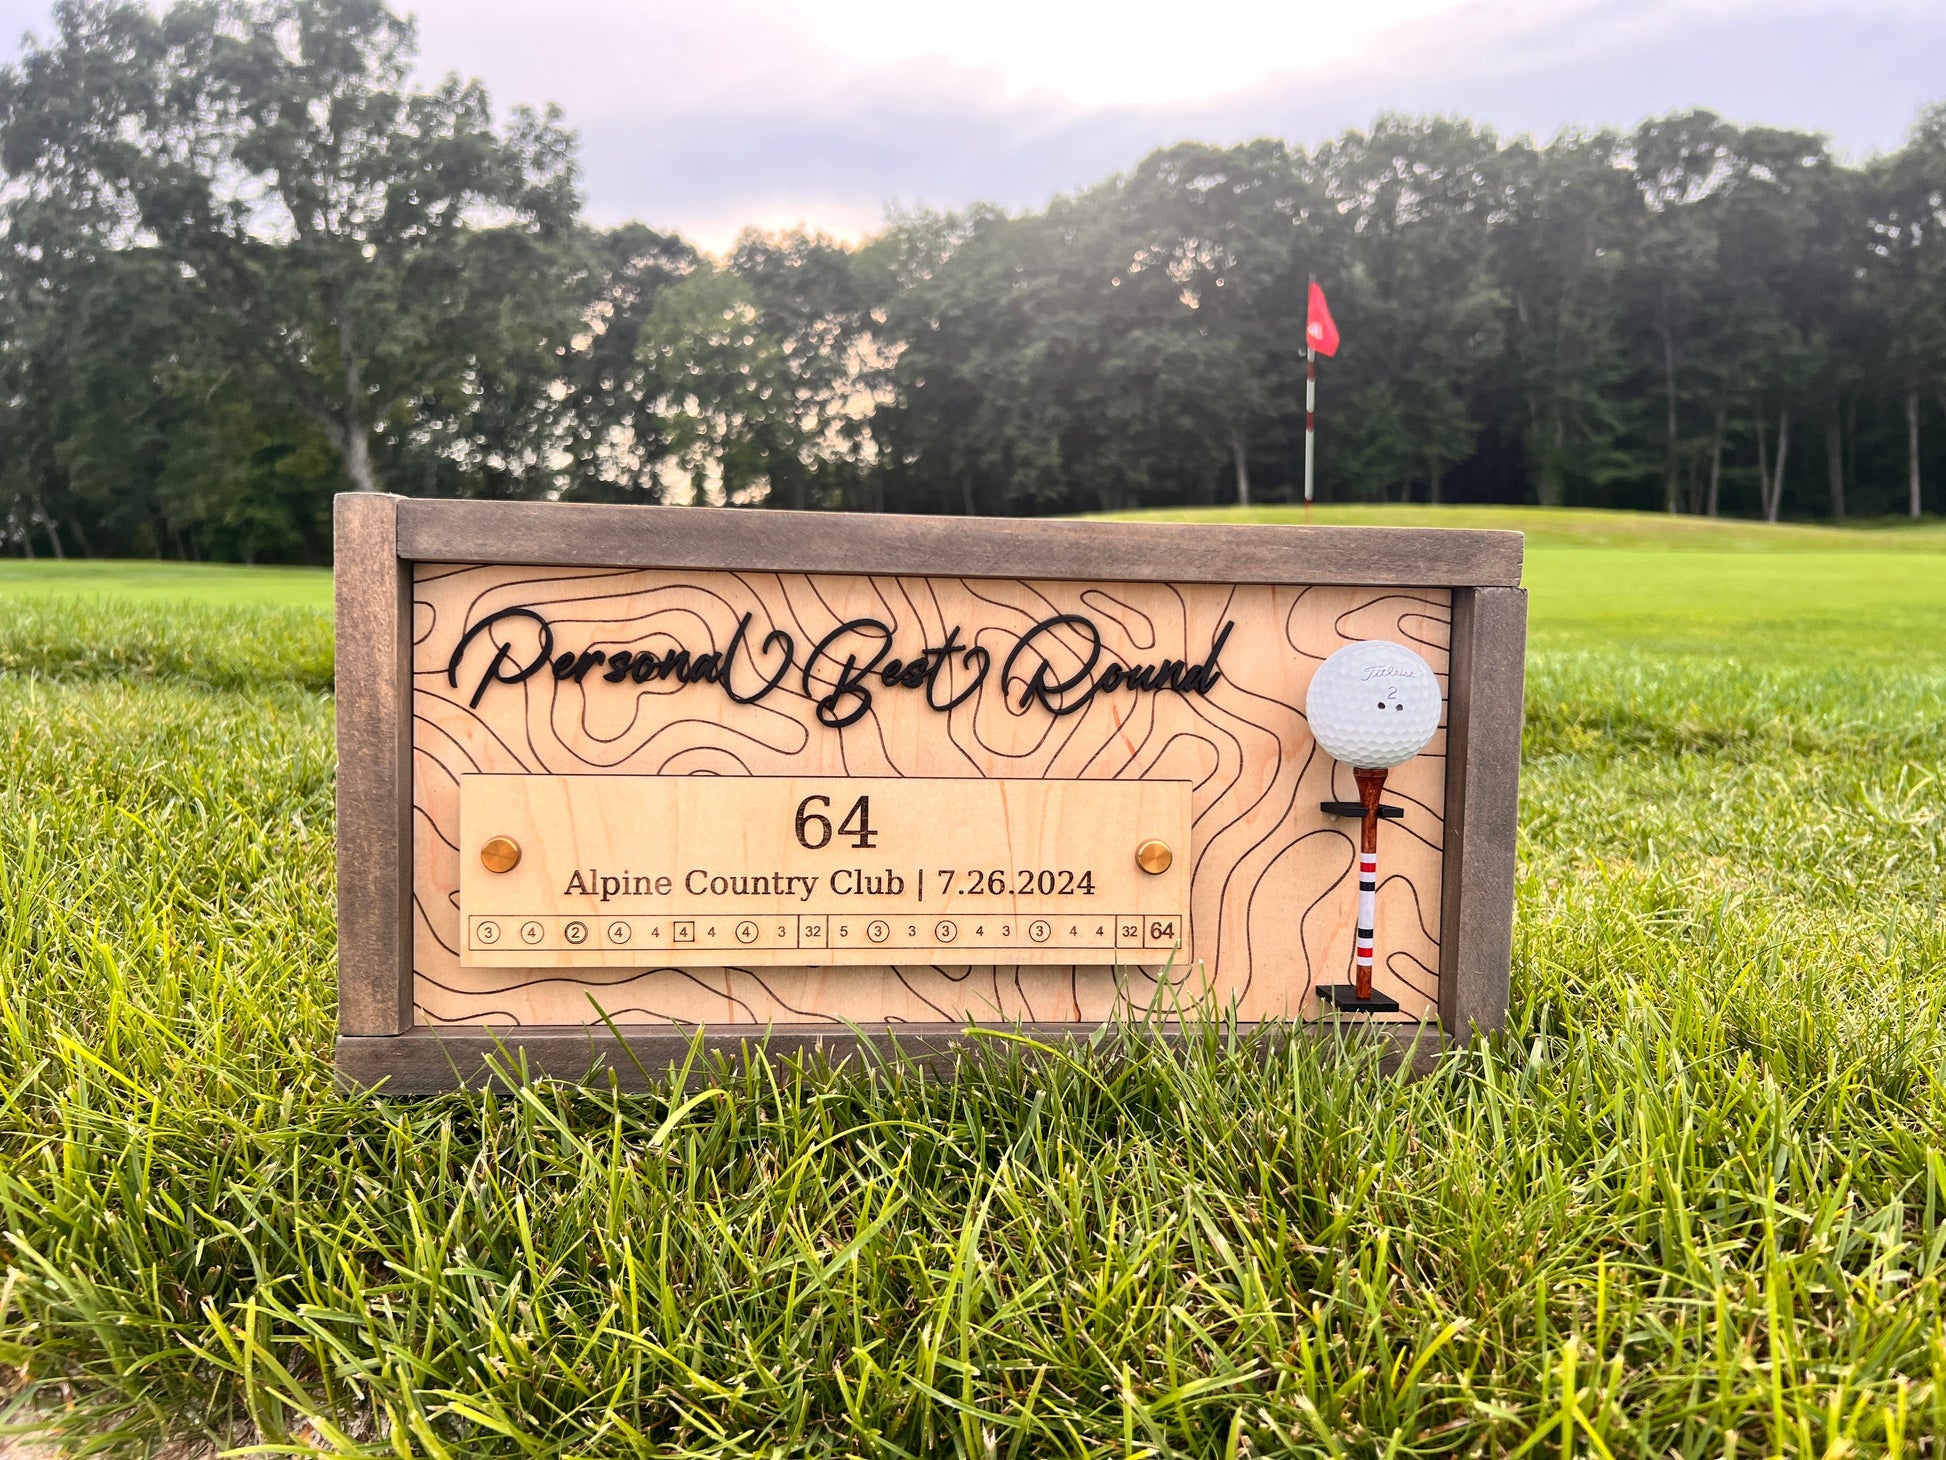 Personal Best Round
Titleist
2
64
Alpine Country Club | 7.26.2024
3 4 2 4 4 4 4 4 3 32 5 3 3 3 4 3 3 4 4 32 64